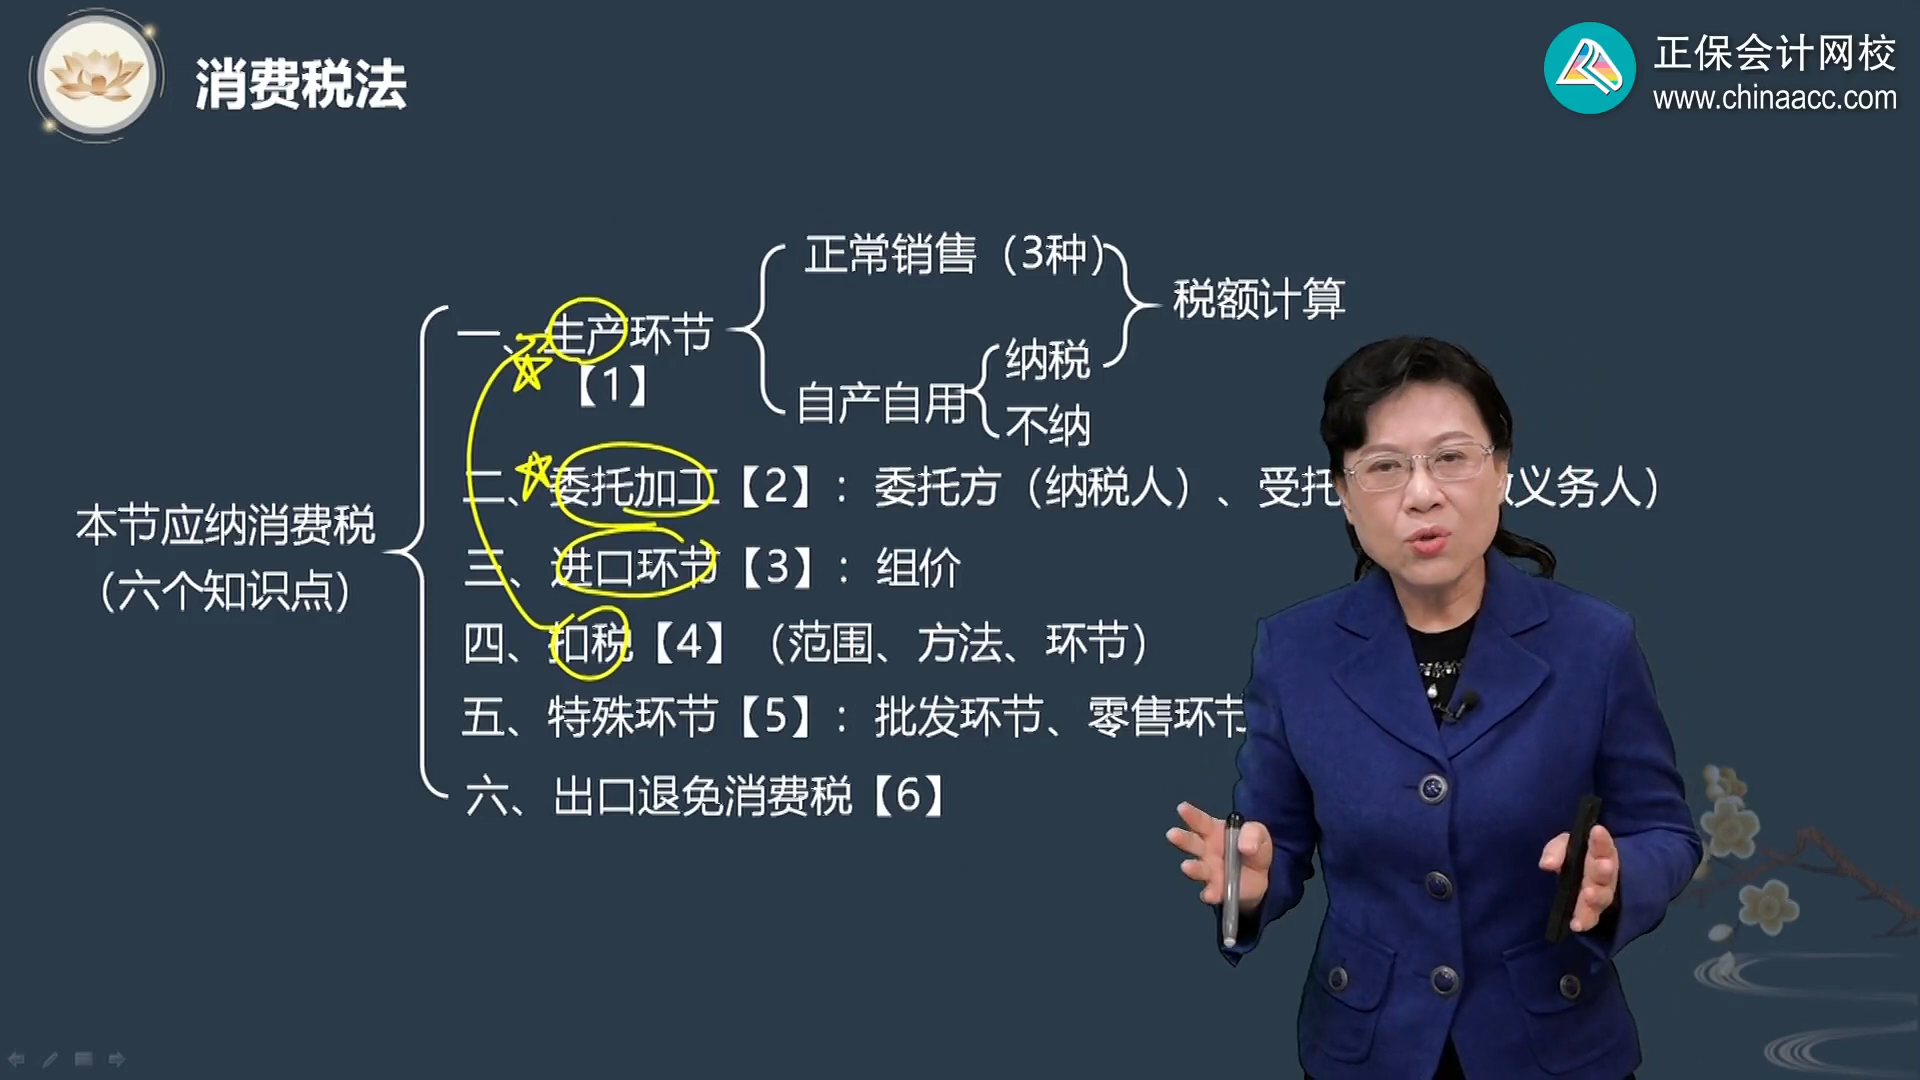 消费税法
正保会计网校
www.chinaacc.com
正常销售（3种）
税额计算
一、生产环节
【1】
纳税
自产自用
不纳
二、委托加工【2】：委托方（纳税人）、受托 义务人）
本节应纳消费税
（六个知识点）
三、进口环节【3】：组价
四、扣税【4】（范围、方法、环节）
五、特殊环节【5】：批发环节、零售环节
六、出口退免消费税【6】